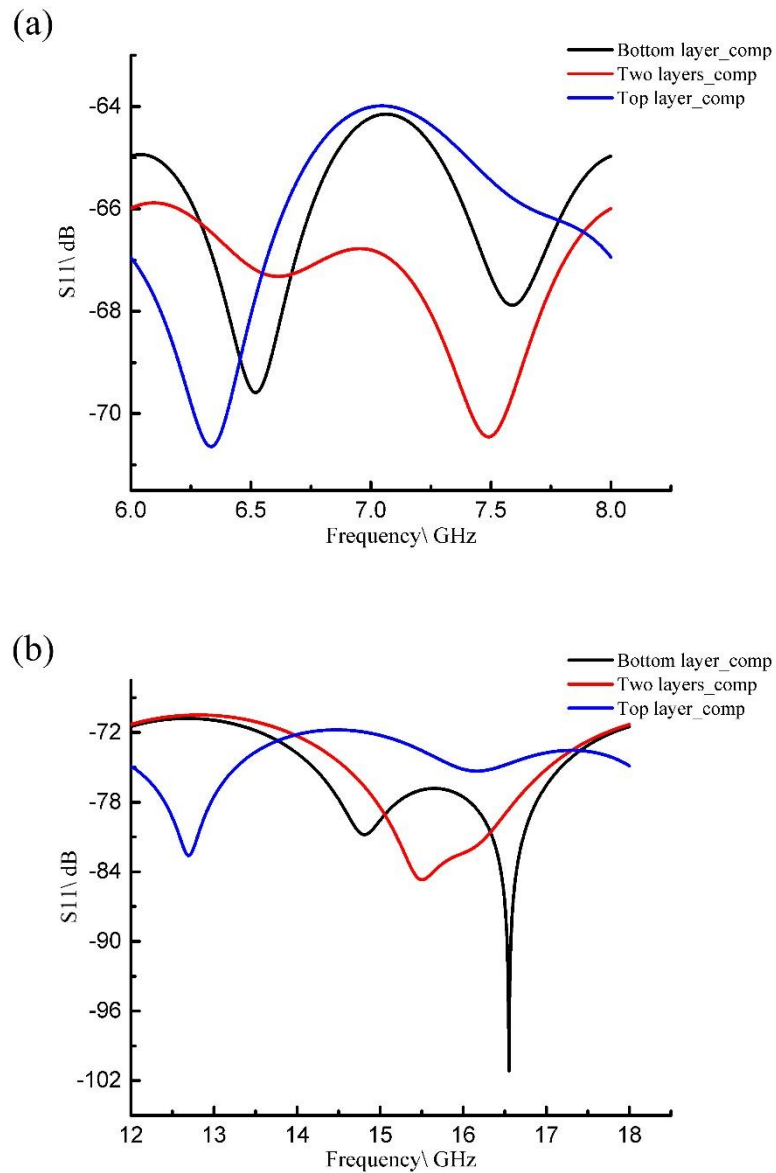 (a)
Bottom layer_comp
Two layers_comp
Top layer_comp
-64
-66
-68
-70
S11\ dB
6.0 6.5 7.0 7.5 8.0
Frequency\ GHz
(b)
Bottom layer_comp
Two layers_comp
Top layer_comp
-72
-78
-84
-90
-96
-102
S11\ dB
12 13 14 15 16 17 18
Frequency\ GHz